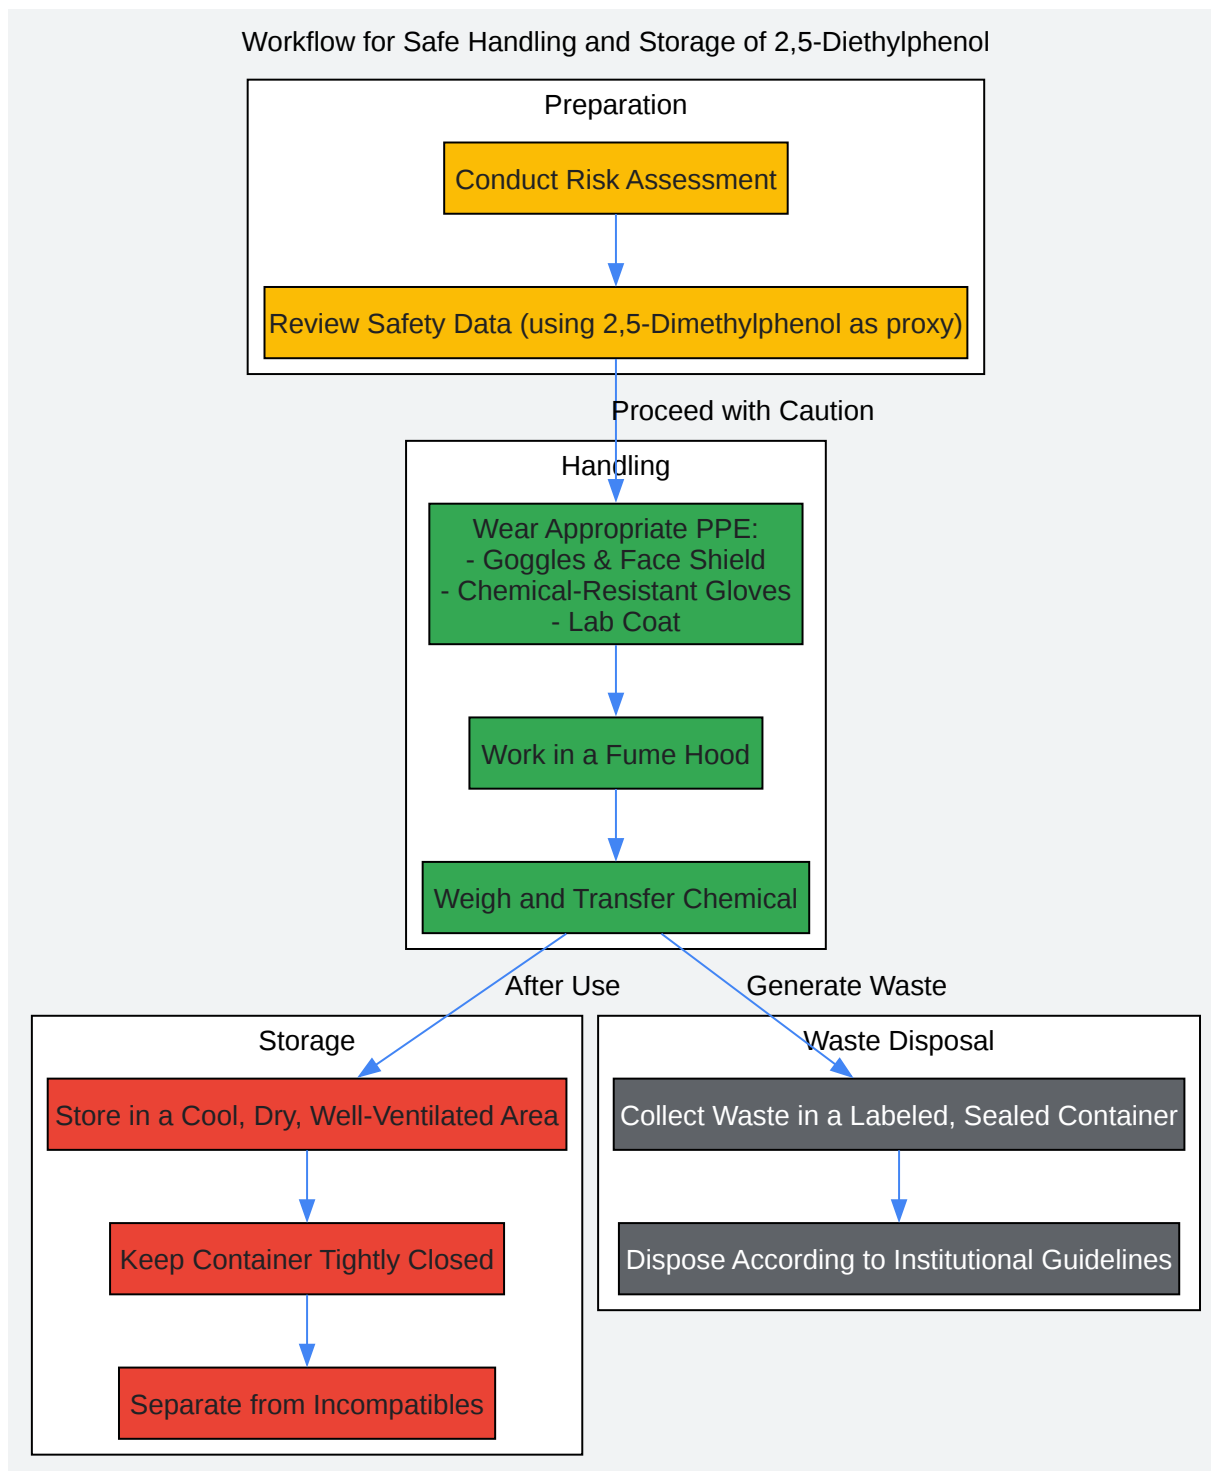 Workflow for Safe Handling and Storage of 2,5-Diethylphenol
Preparation
Conduct Risk Assessment
Review Safety Data (using 2,5-Dimethylphenol as proxy)
Proceed with Caution
Handling
Wear Appropriate PPE:
- Goggles & Face Shield
- Chemical-Resistant Gloves
- Lab Coat
Work in a Fume Hood
Weigh and Transfer Chemical
After Use
Generate Waste
Storage
Store in a Cool, Dry, Well-Ventilated Area
Keep Container Tightly Closed
Separate from Incompatibles
Waste Disposal
Collect Waste in a Labeled, Sealed Container
Dispose According to Institutional Guidelines